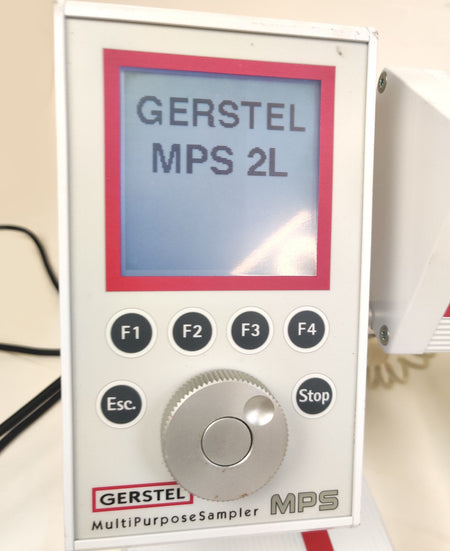 GERSTEL
MPS 2L
F1 F2 F3 F4
Esc. Stop
GERSTEL
MultiPurposeSampler MPS